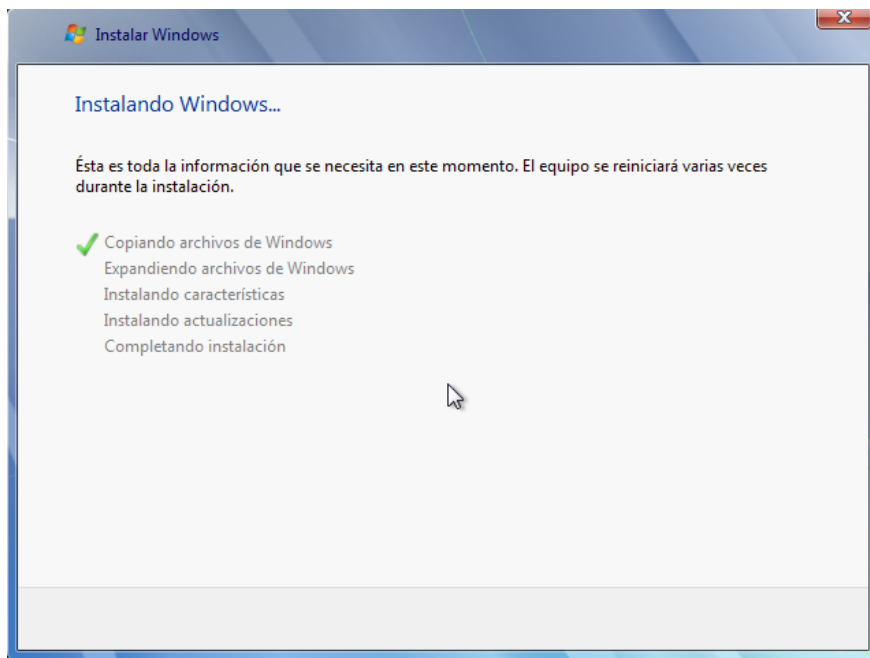 Instalar Windows
Instalando Windows...
Ésta es toda la información que se necesita en este momento. El equipo se reiniciará varias veces
durante la instalación.
Copiando archivos de Windows
Expandiendo archivos de Windows
Instalando características
Instalando actualizaciones
Completando instalación